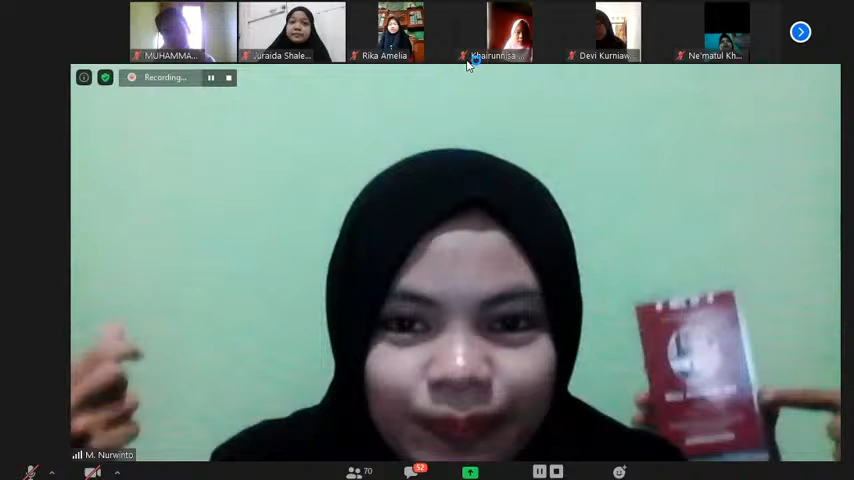 MUHAMMA...
Juraida Shale...
Rika Amelia
Khairunnisa ...
Devi Kurniaw...
Ne'matul Kh...
Recording...
M. Nurwinto
70
52